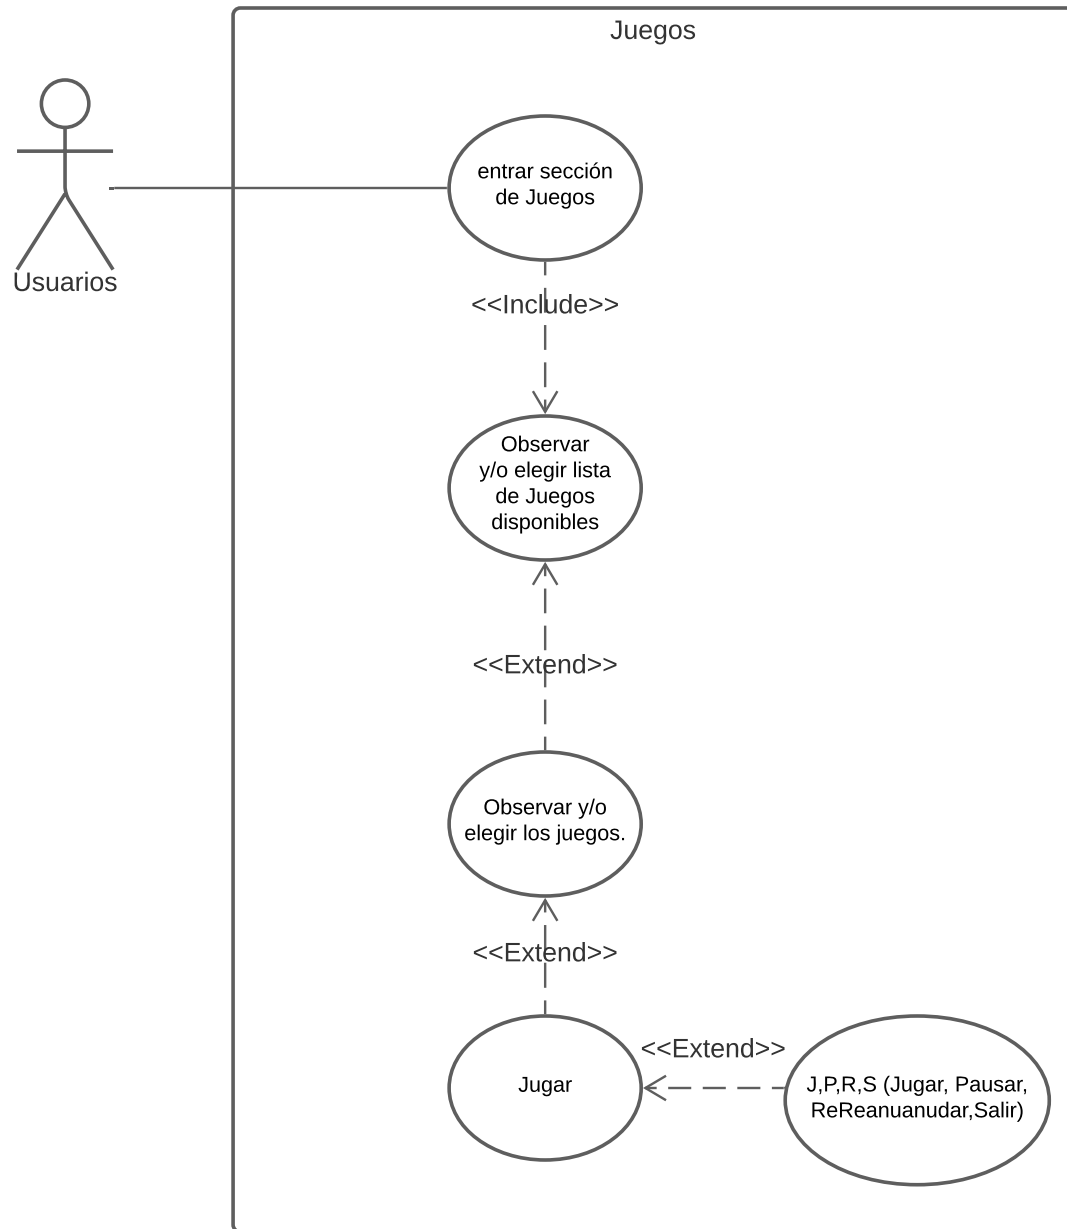 Juegos
entrar sección
de Juegos
Usuarios
<<Include>>
Observar
y/o elegir lista
de Juegos
disponibles
<<Extend>>
Observar y/o
elegir los juegos.
<<Extend>>
<<Extend>>
Jugar
J,P,R,S (Jugar, Pausar,
ReReanuanudar,Salir)